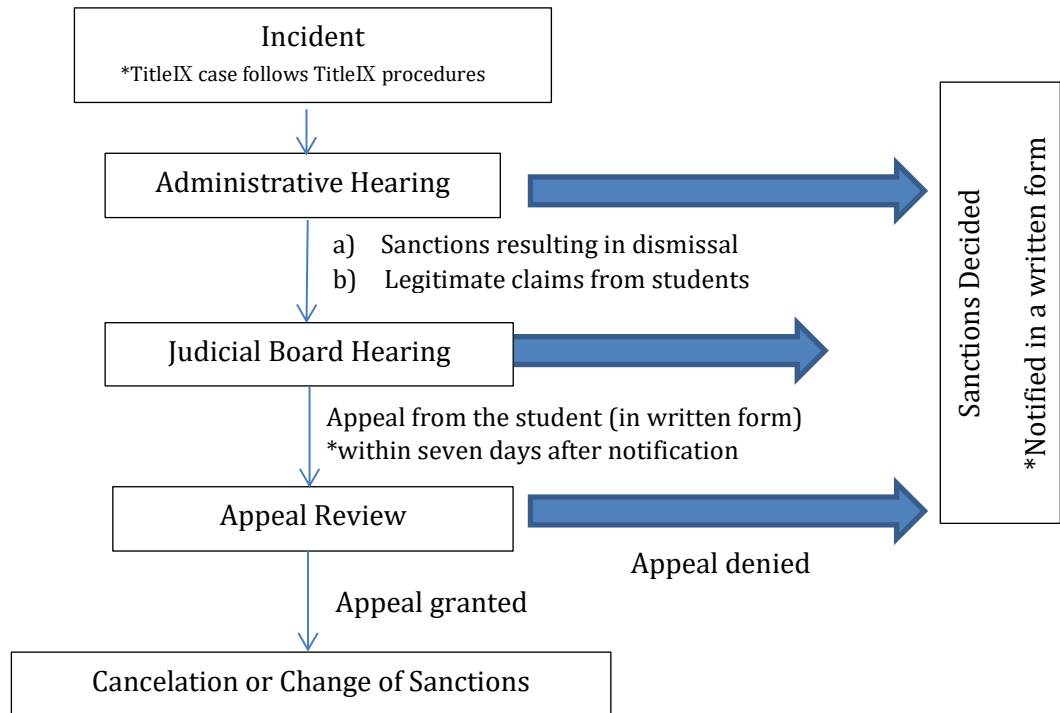 Incident
*TitleⅨ case follows TitleⅨ procedures
Administrative Hearing
a) Sanctions resulting in dismissal
b) Legitimate claims from students
Judicial Board Hearing
Appeal from the student (in written form)
*within seven days after notification
Appeal Review
Appeal denied
Appeal granted
Cancelation or Change of Sanctions
Sanctions Decided
*Notified in a written form